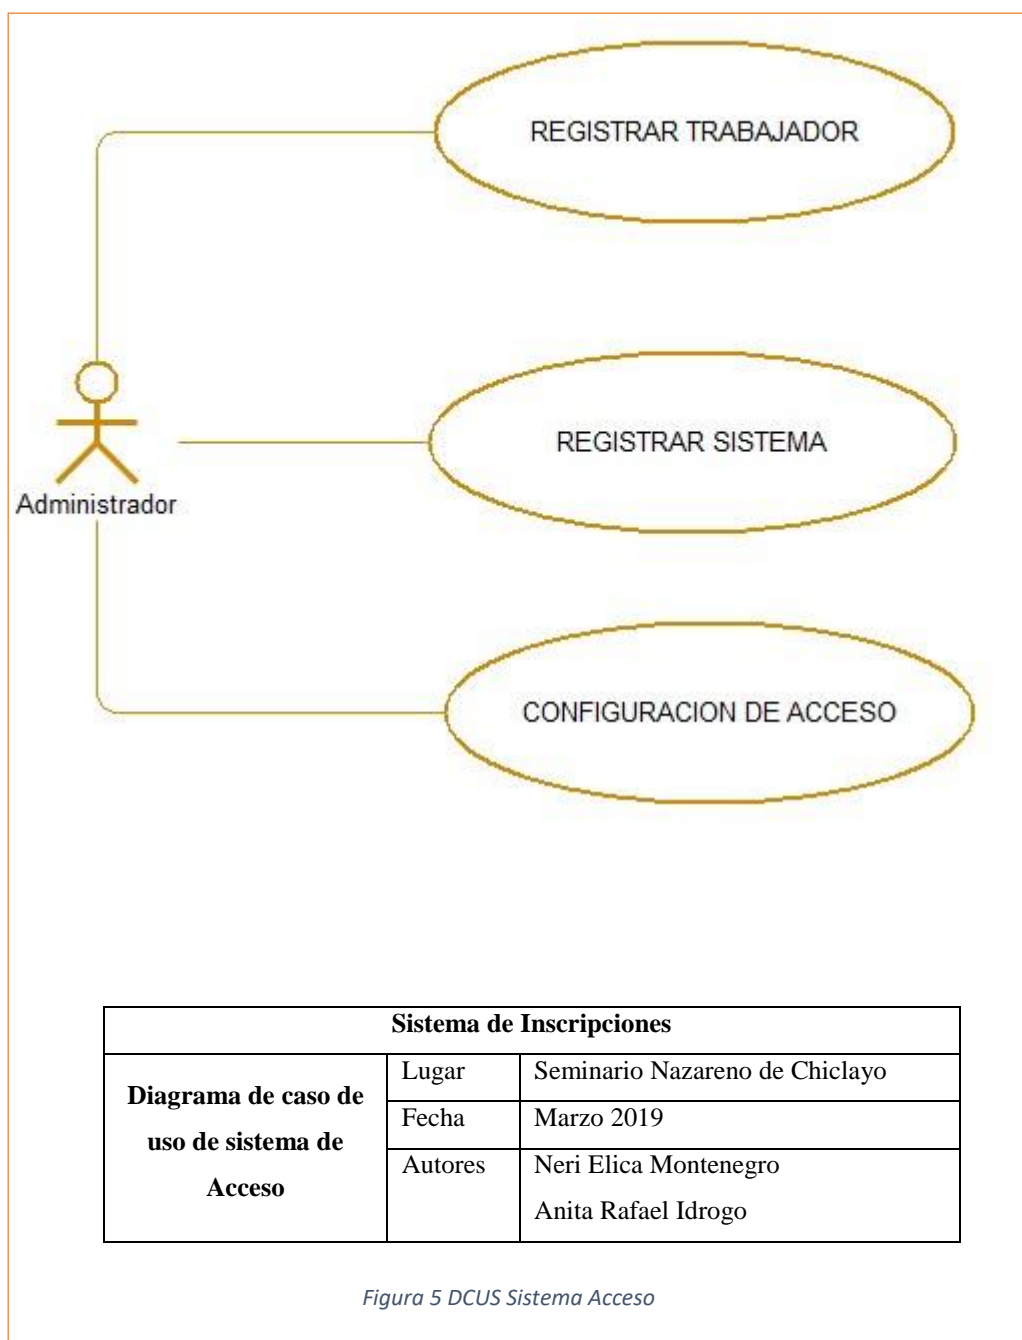 REGISTRAR TRABAJADOR
REGISTRAR SISTEMA
Administrador
CONFIGURACION DE ACCESO
Sistema de Inscripciones
Diagrama de caso de
uso de sistema de
Acceso
Lugar
Seminario Nazareno de Chiclayo
Fecha
Marzo 2019
Autores
Neri Elica Montenegro
Anita Rafael Idrogo
Figura 5 DCUS Sistema Acceso